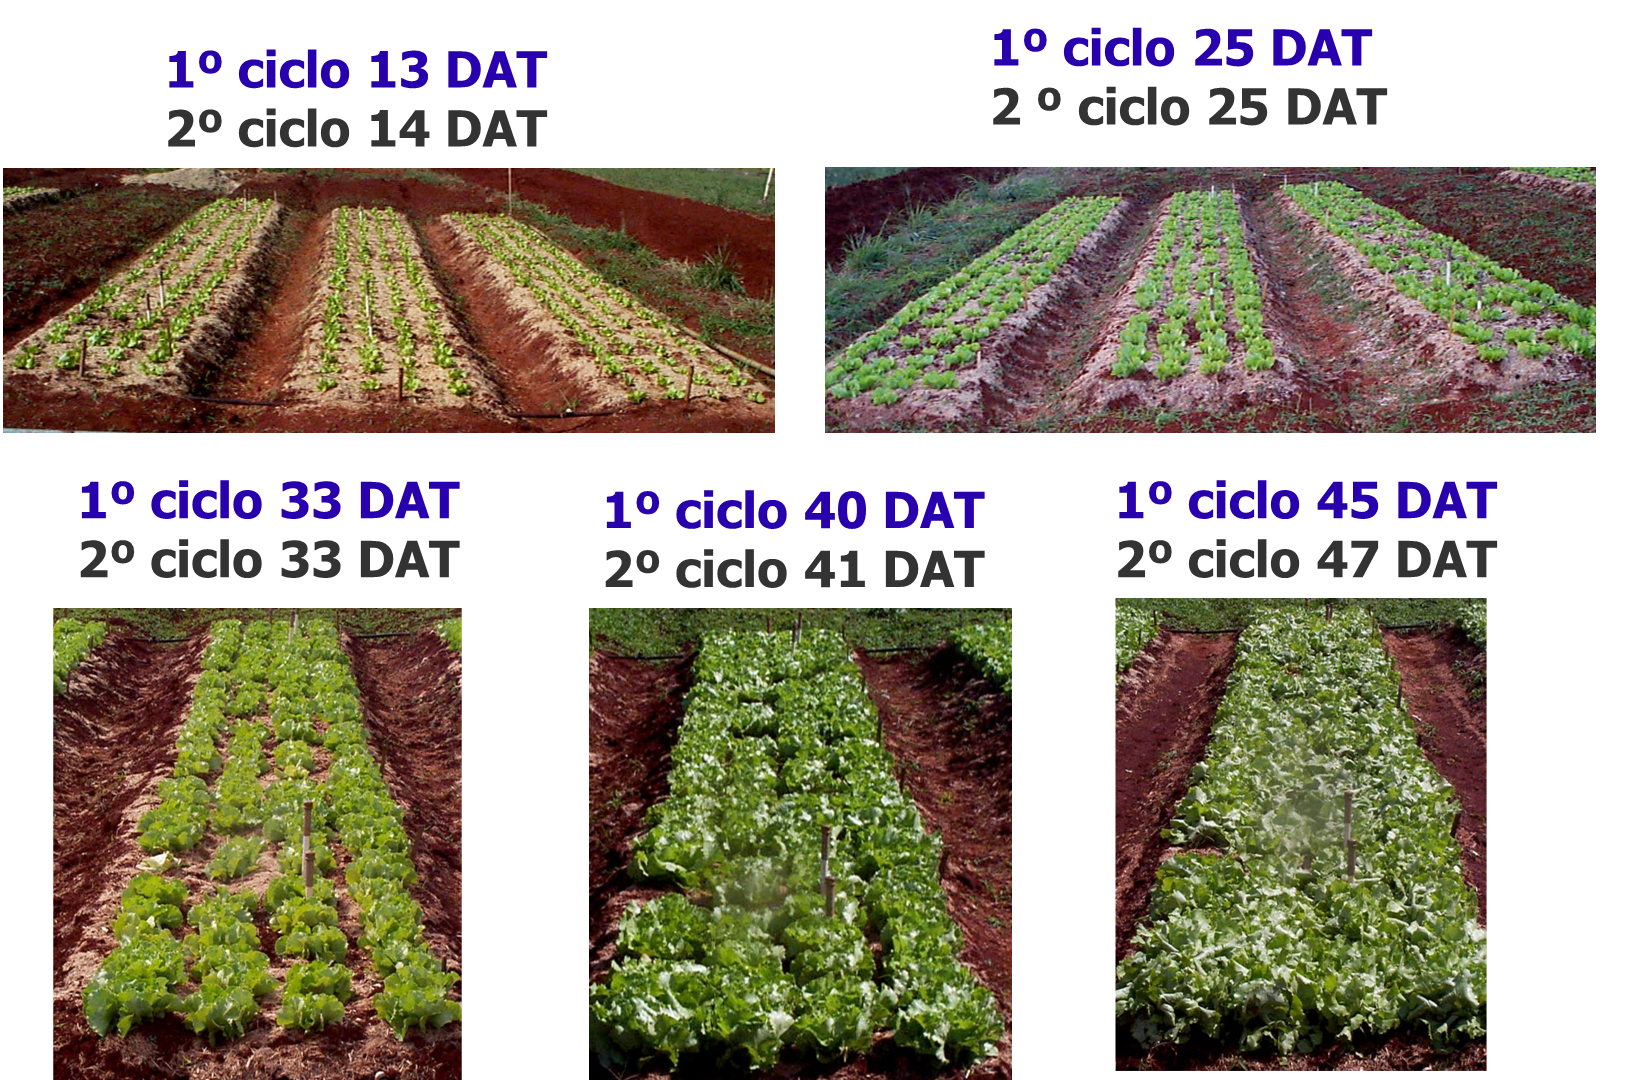 1º ciclo 13 DAT
2º ciclo 14 DAT
1º ciclo 25 DAT
2 º ciclo 25 DAT
1º ciclo 33 DAT
2º ciclo 33 DAT
1º ciclo 40 DAT
2º ciclo 41 DAT
1º ciclo 45 DAT
2º ciclo 47 DAT